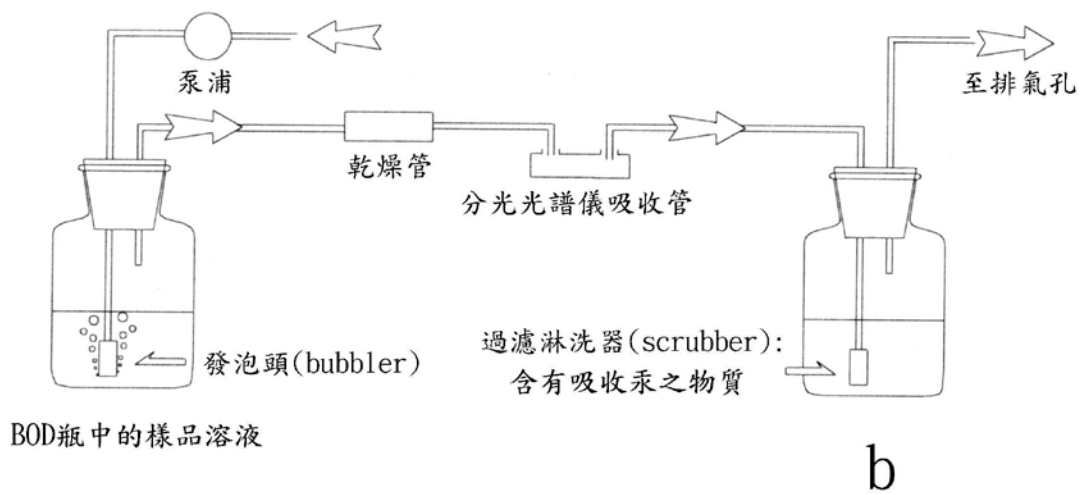 泵浦
至排氣孔
乾燥管
分光光譜儀吸收管
發泡頭(bubbler)
過濾淋洗器(scrubber):
含有吸收汞之物質
BOD瓶中的樣品溶液
b